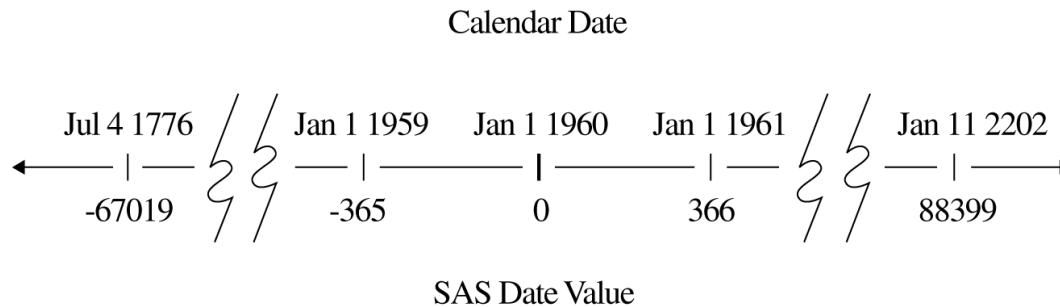 Calendar Date
Jul 4 1776 Jan 1 1959 Jan 1 1960 Jan 1 1961 Jan 11 2202
-67019 -365 0 366 88399
SAS Date Value